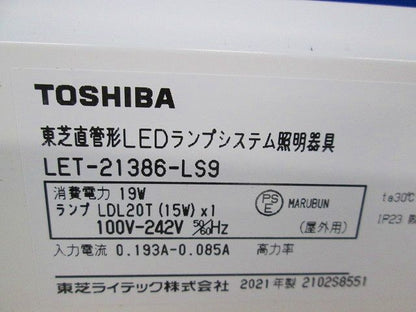 TOSHIBA
東芝直管形LEDランプシステム照明器具
LET-21386-LS9
消費電力 19W
ランプ LDL20T (15W) x1
100V-242V 50/60Hz
PSE MARUBUN
(屋外用)
ta30℃
IP23
入力電流 0.193A-0.085A 高力率
東芝ライテック株式会社 2021年製 2102S8551